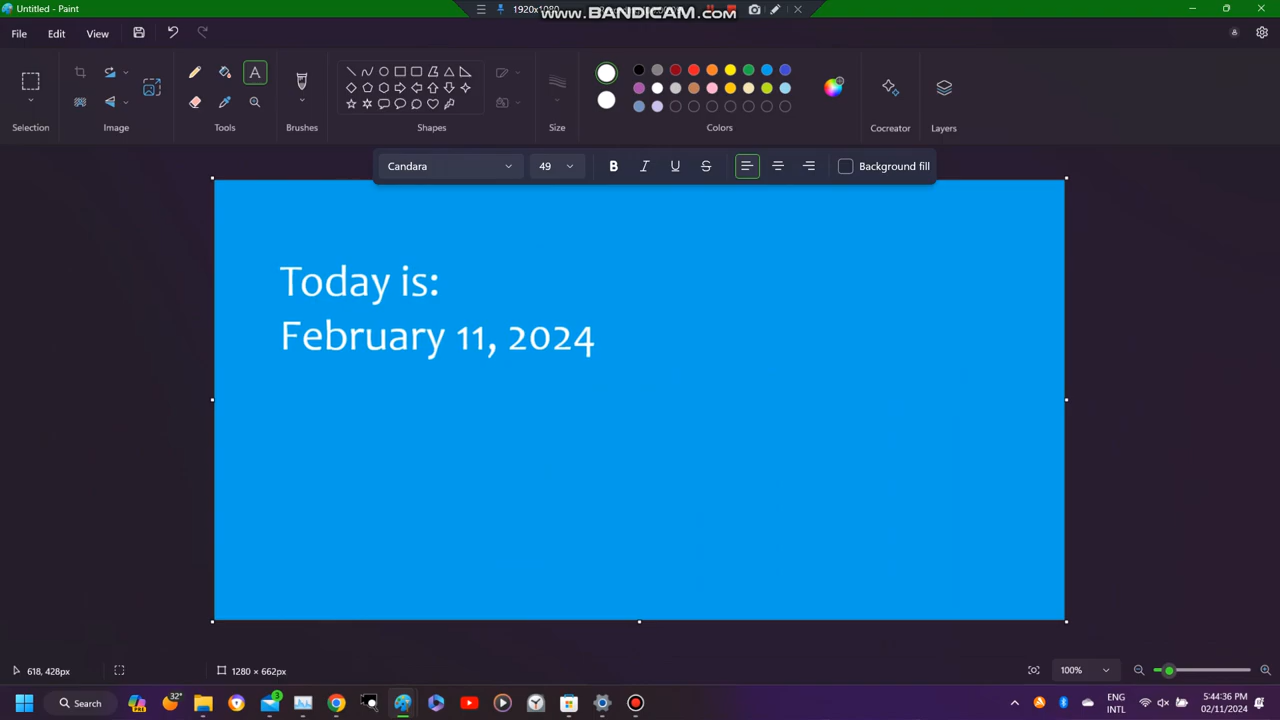 Untitled - Paint
1920x1080
www.BANDICAM.com
File Edit View
Selection Image Tools Brushes Shapes Size Colors Cocreator Layers
Candara 49 B I U S Background fill
Today is:
February 11, 2024
618, 428px
1280 × 662px
100%
Search
PRE
32°
3
ENG
INTL
5:44:36 PM
02/11/2024